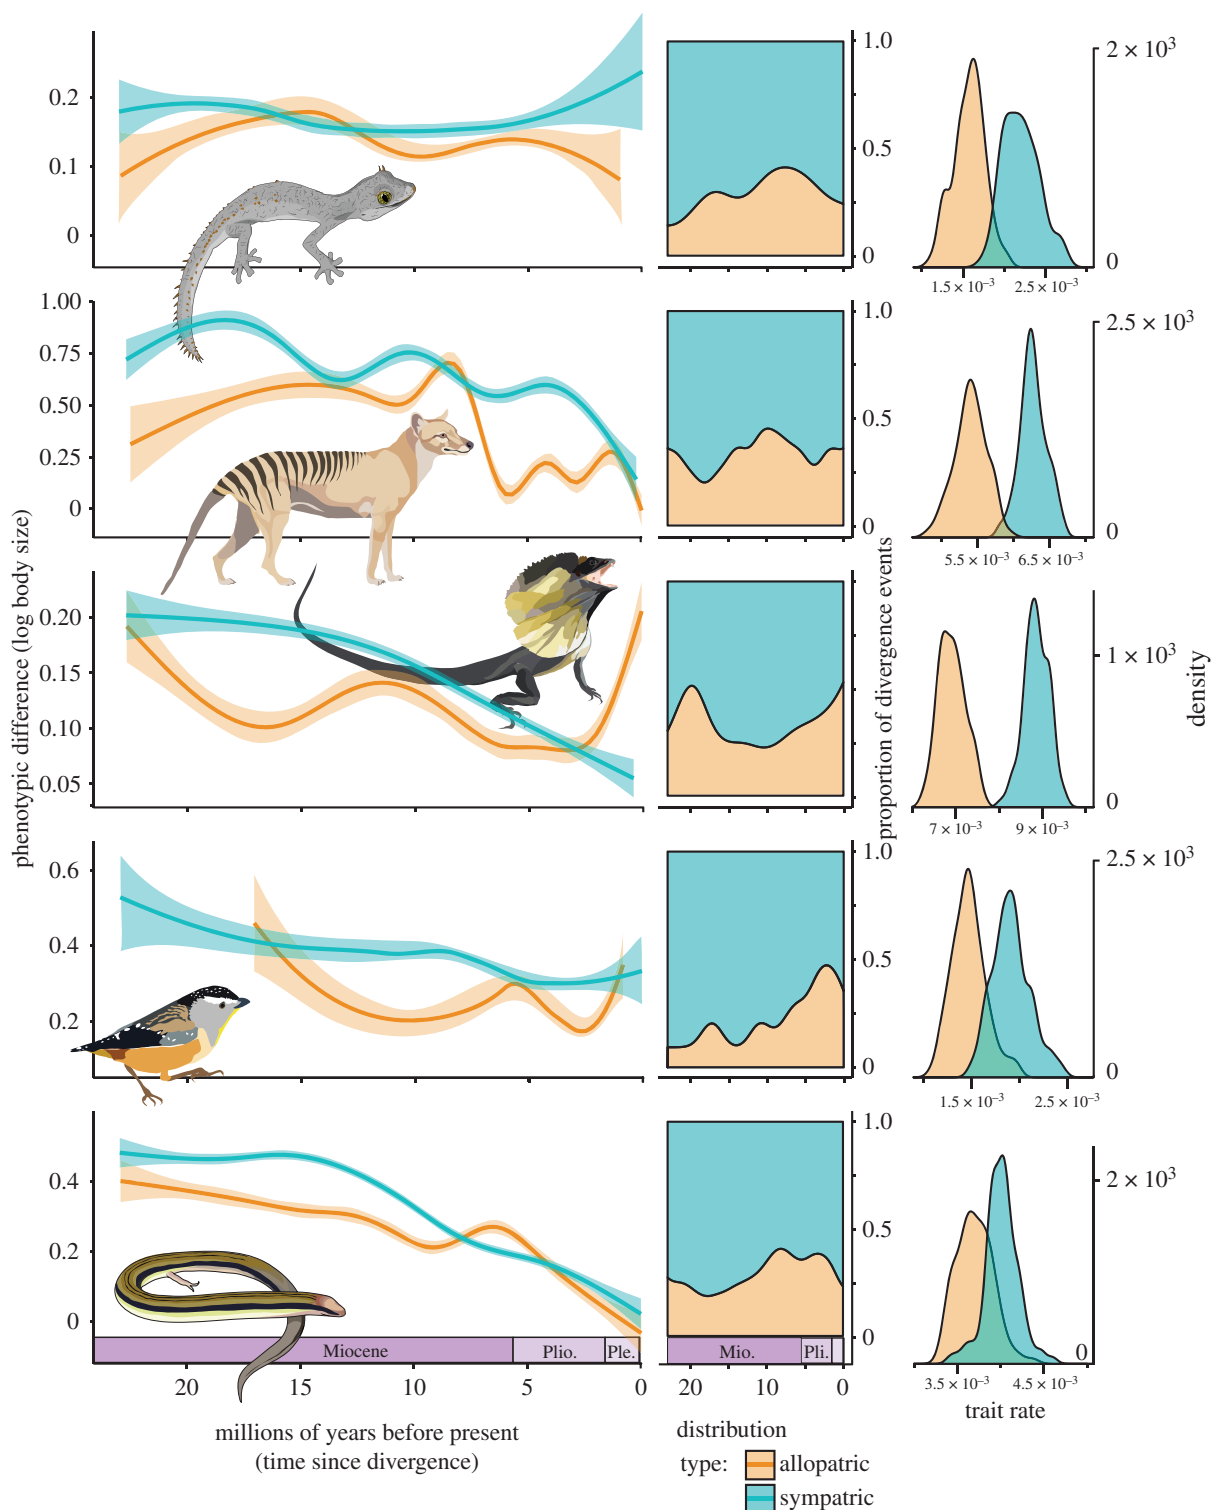 0.2
0.1
0
1.0
0.5
0
2 × 10³
0
1.5 × 10⁻³
2.5 × 10⁻³
1.00
0.75
0.50
0.25
0
1.0
0.5
0
2.5 × 10³
0
5.5 × 10⁻³
6.5 × 10⁻³
phenotypic difference (log body size)
0.20
0.15
0.10
0.05
proportion of divergence events
1 × 10³
0
7 × 10⁻³
9 × 10⁻³
density
0.6
0.4
0.2
1.0
0.5
0
2.5 × 10³
0
1.5 × 10⁻³
2.5 × 10⁻³
0.4
0.2
0
1.0
0.5
0
2 × 10³
0
3.5 × 10⁻³
4.5 × 10⁻³
Miocene
Plio.
Ple.
Mio.
Pli.
20
15
10
5
0
20
10
0
trait rate
millions of years before present
(time since divergence)
distribution
type:
allopatric
sympatric